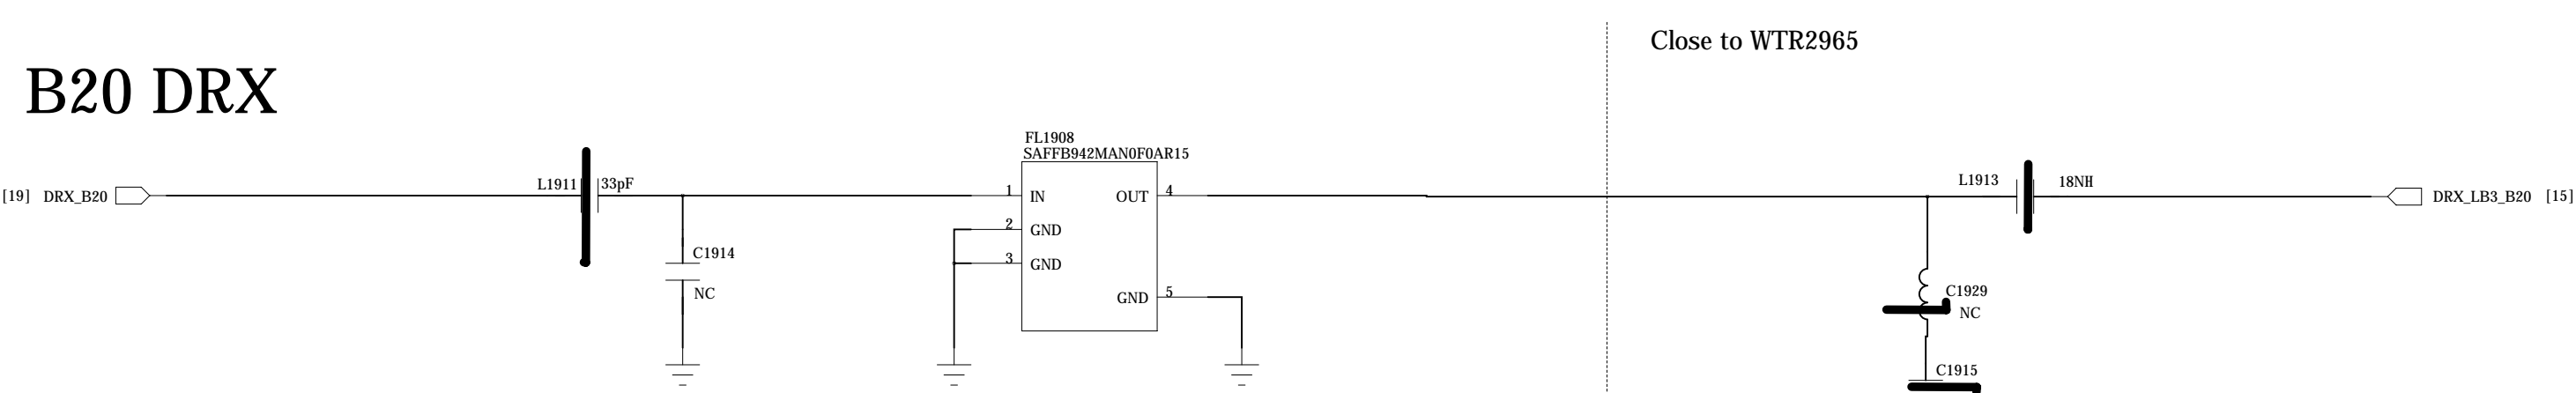 Close to WTR2965
B20 DRX
FL1908
SAFFB942MAN0F0AR15
[19] DRX_B20
L1911
33pF
1
IN
OUT
4
2
GND
3
GND
GND
5
C1914
NC
L1913
18NH
DRX_LB3_B20 [15]
C1929
NC
C1915